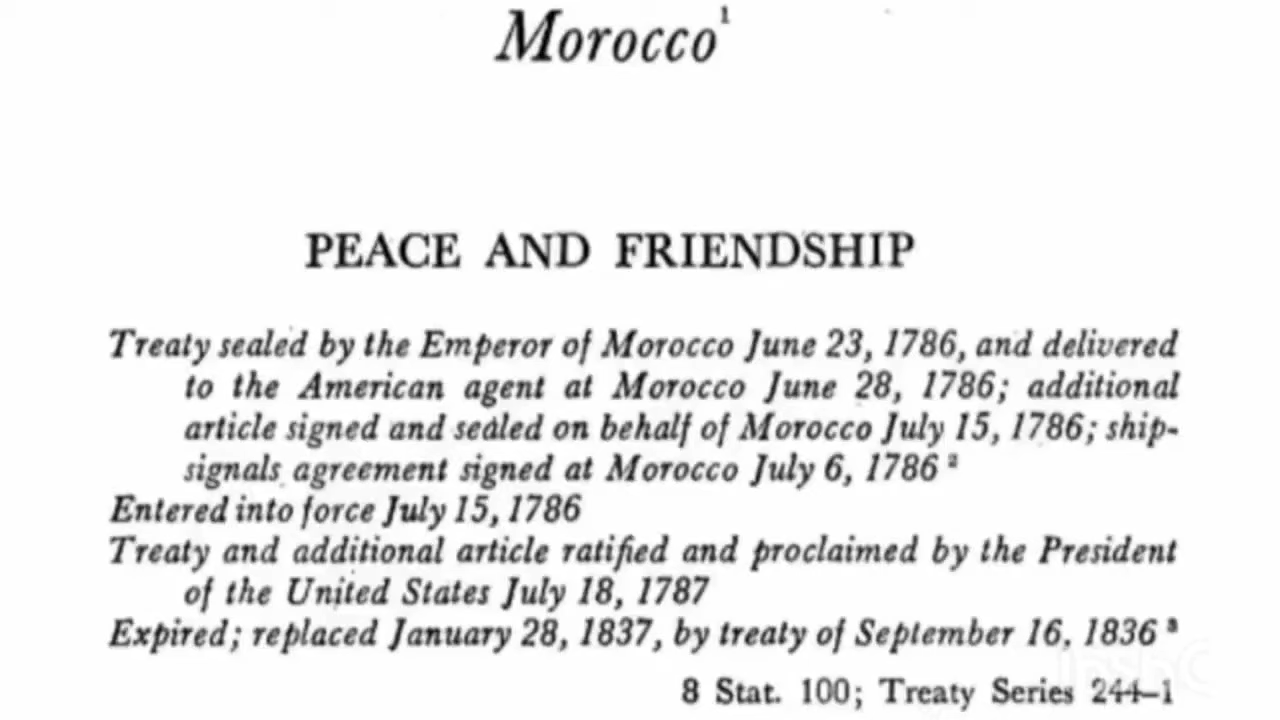 Morocco¹
PEACE AND FRIENDSHIP
Treaty sealed by the Emperor of Morocco June 23, 1786, and delivered
to the American agent at Morocco June 28, 1786; additional
article signed and sealed on behalf of Morocco July 15, 1786; ship-
signals agreement signed at Morocco July 6, 1786 ²
Entered into force July 15, 1786
Treaty and additional article ratified and proclaimed by the President
of the United States July 18, 1787
Expired; replaced January 28, 1837, by treaty of September 16, 1836 ³
8 Stat. 100; Treaty Series 244–1